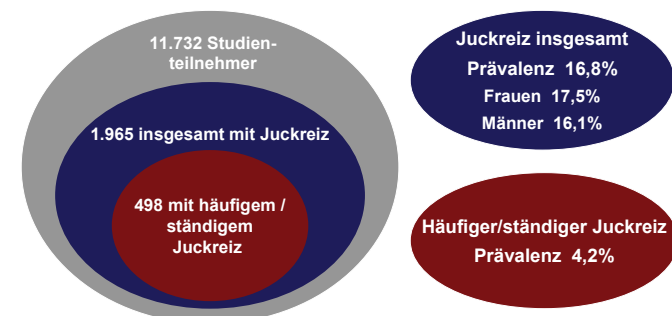 11.732 Studien-
teilnehmer
1.965 insgesamt mit Juckreiz
498 mit häufigem /
ständigem
Juckreiz
Juckreiz insgesamt
Prävalenz 16,8%
Frauen 17,5%
Männer 16,1%
Häufiger/ständiger Juckreiz
Prävalenz 4,2%